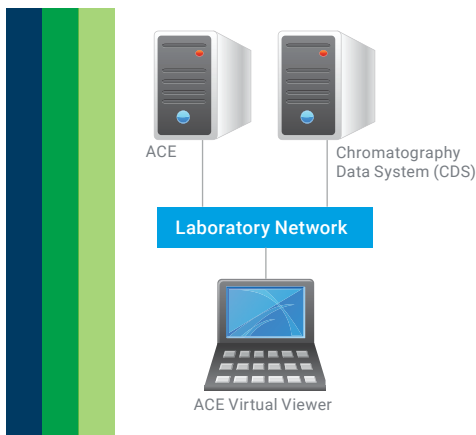 ACE
Chromatography
Data System (CDS)
Laboratory Network
ACE Virtual Viewer